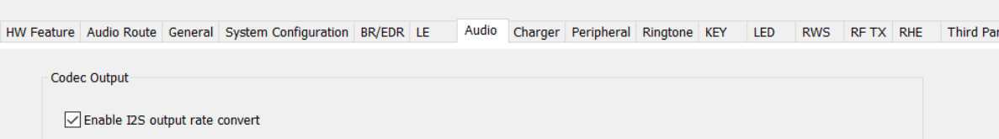 HW Feature Audio Route General System Configuration BR/EDR LE Audio Charger Peripheral Ringtone KEY LED RWS RF TX RHE Third Par
Codec Output
Enable I2S output rate convert